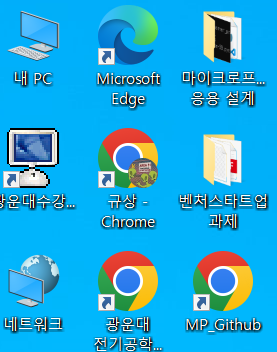 내 PC
Microsoft
Edge
마이크로프...
응용 설계
광운대수강...
규상 -
Chrome
벤처스타트업
과제
네트워크
광운대
전기공학...
MP_Github